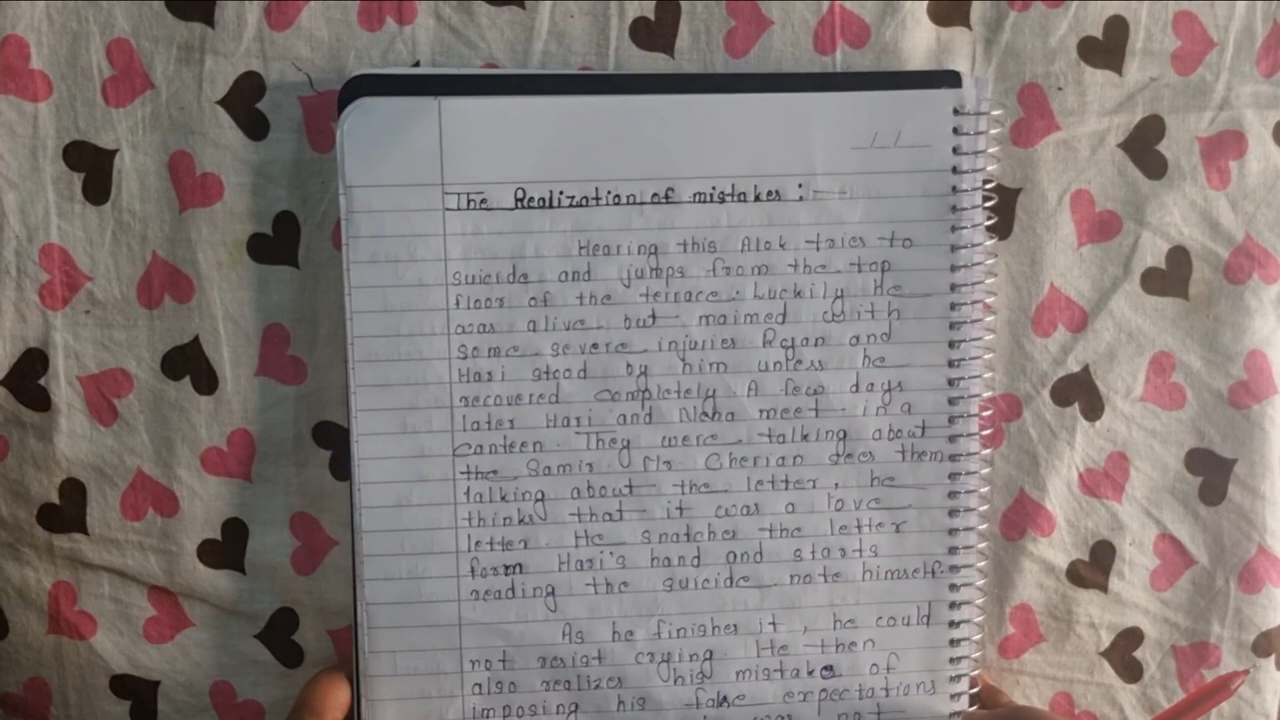 The Realization of mistakes :-
Hearing this Alok tries to
suicide and jumps from the top
floor of the terrace. Luckily He
was alive but maimed with
some severe injuries Ryan and
Hari stood by him unless he
recovered completely. A few days
later Hari and Neha meet in a
canteen. They were talking about
the Samir. Mr. Cherian sees them
talking about the letter, he
thinks that it was a love
letter. He snatches the letter
form Hari's hand and starts
reading the suicide note himself.
As he finishes it, he could
not resist crying. He then
also realizes his mistake of
imposing his false expectations
was not